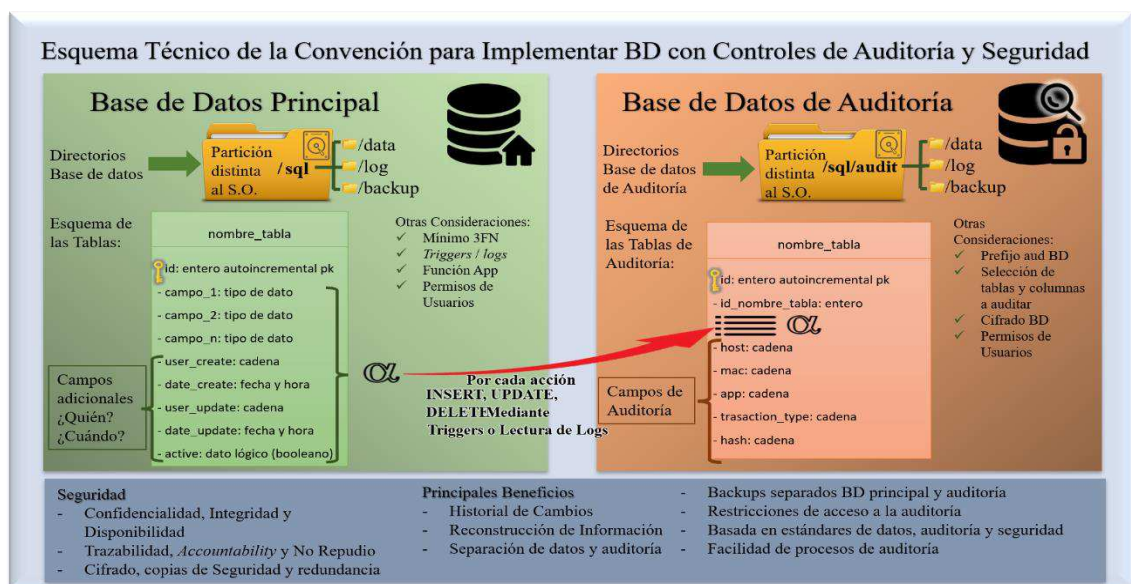 Esquema Técnico de la Convención para Implementar BD con Controles de Auditoría y Seguridad
Base de Datos Principal
Directorios
Base de datos
Partición
distinta
al S.O.
/sql
/data
/log
/backup
Esquema de
las Tablas:
nombre_tabla
id: entero autoincremental pk
- campo_1: tipo de dato
- campo_2: tipo de dato
- campo_n: tipo de dato
- user_create: cadena
- date_create: fecha y hora
- user_update: cadena
- date_update: fecha y hora
- active: dato lógico (booleano)
Campos
adicionales
¿Quién?
¿Cuándo?
Otras Consideraciones:
✓ Mínimo 3FN
✓ Triggers / logs
✓ Función App
✓ Permisos de
Usuarios
α
Por cada acción
INSERT, UPDATE,
DELETE Mediante
Triggers o Lectura de Logs
Base de Datos de Auditoría
Directorios
Base de datos
de Auditoría
Partición
distinta
al S.O.
/sql/audit
/data
/log
/backup
Esquema de
las Tablas de
Auditoría:
nombre_tabla
id: entero autoincremental pk
- id_nombre_tabla: entero
α
- host: cadena
- mac: cadena
- app: cadena
- trasaction_type: cadena
- hash: cadena
Campos de
Auditoría
Otras
Consideraciones:
✓ Prefijo aud BD
✓ Selección de
tablas y columnas
a auditar
✓ Cifrado BD
✓ Permisos de
Usuarios
Seguridad
- Confidencialidad, Integridad y
Disponibilidad
- Trazabilidad, Accountability y No Repudio
- Cifrado, copias de Seguridad y redundancia
Principales Beneficios
- Historial de Cambios
- Reconstrucción de Información
- Separación de datos y auditoría
- Backups separados BD principal y auditoría
- Restricciones de acceso a la auditoría
- Basada en estándares de datos, auditoría y seguridad
- Facilidad de procesos de auditoría